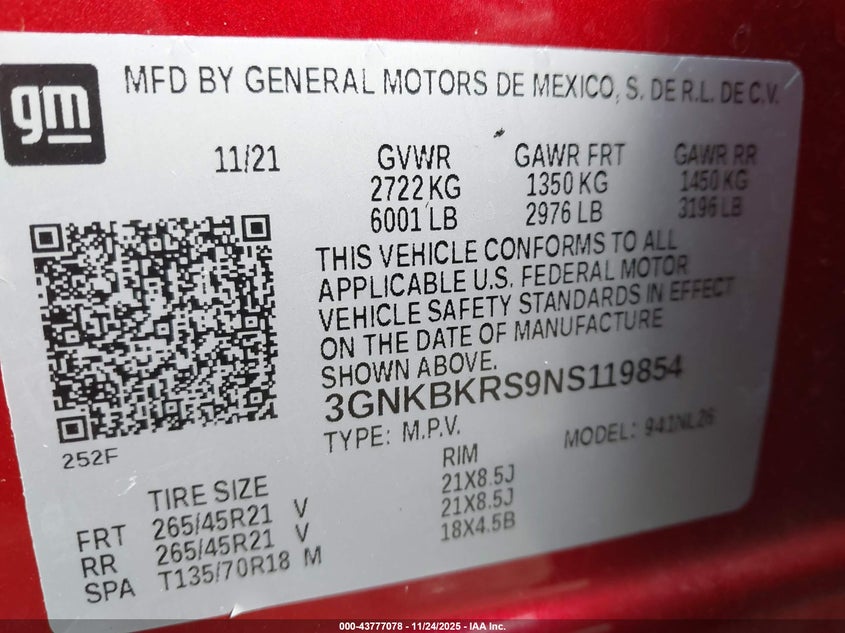 gm
MFD BY GENERAL MOTORS DE MEXICO, S. DE R.L. DE C.V.
11/21 GVWR GAWR FRT GAWR RR
2722 KG 1350 KG 1450 KG
6001 LB 2976 LB 3196 LB
THIS VEHICLE CONFORMS TO ALL
APPLICABLE U.S. FEDERAL MOTOR
VEHICLE SAFETY STANDARDS IN EFFECT
ON THE DATE OF MANUFACTURE
SHOWN ABOVE.
3GNKBKRS9NS119854
252F TYPE: M.P.V. MODEL: 941NL26
TIRE SIZE RIM
FRT 265/45R21 V 21X8.5J
RR 265/45R21 V 21X8.5J
SPA T135/70R18 M 18X4.5B
000-43777078 - 11/24/2025 - IAA Inc.